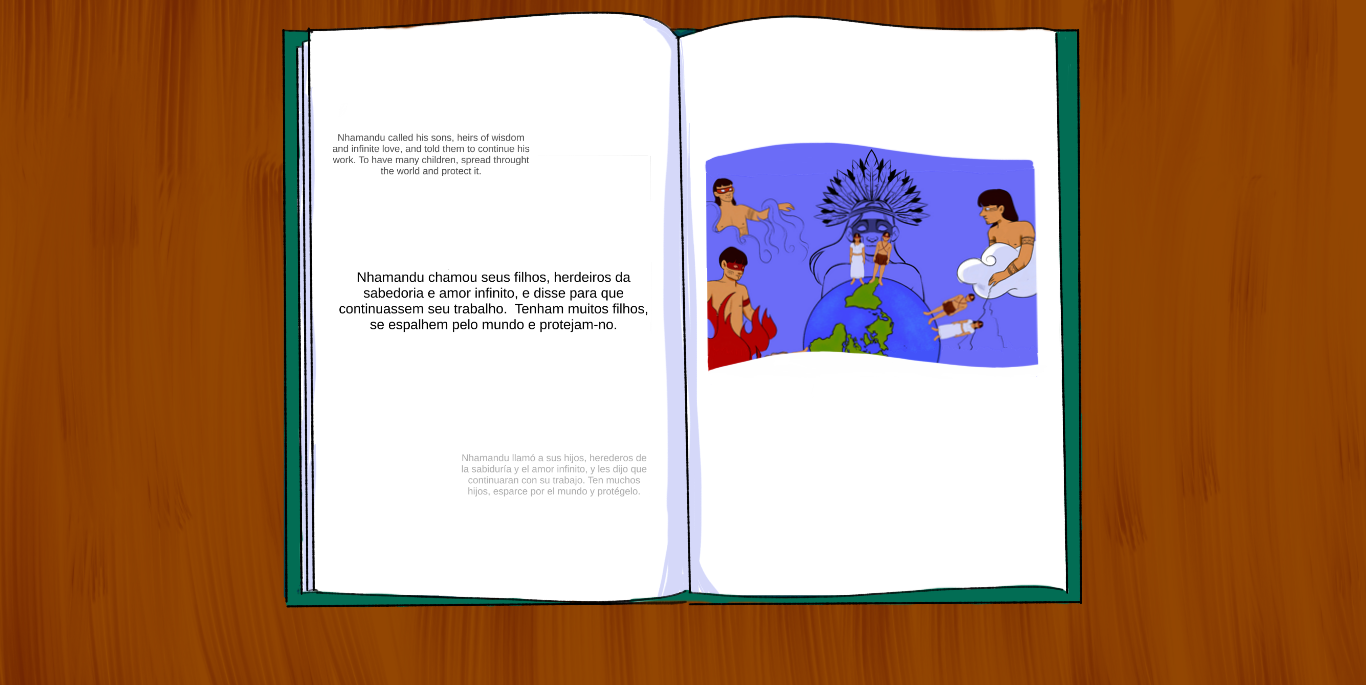 Nhamandu called his sons, heirs of wisdom
and infinite love, and told them to continue his
work. To have many children, spread throught
the world and protect it.
Nhamandu chamou seus filhos, herdeiros da
sabedoria e amor infinito, e disse para que
continuassem seu trabalho.  Tenham muitos filhos,
se espalhem pelo mundo e protejam-no.
Nhamandu llamó a sus hijos, herederos de
la sabiduría y el amor infinito, y les dijo que
continuaran con su trabajo. Ten muchos
hijos, esparce por el mundo y protégelo.